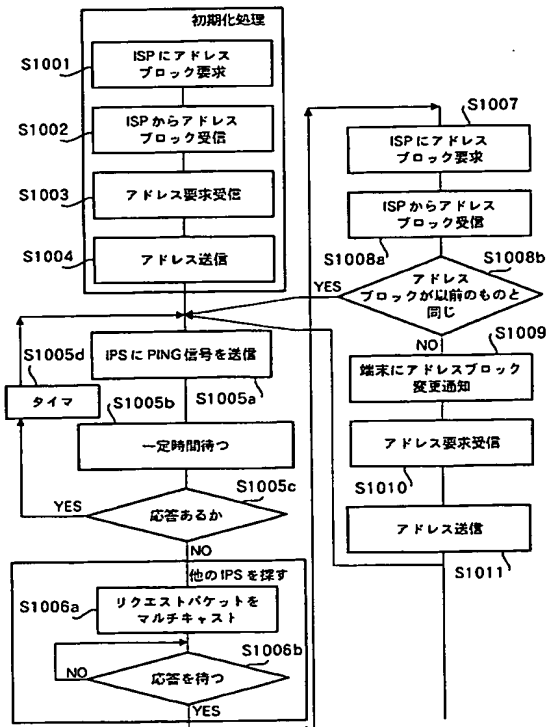 初期化処理
S1001
ISPにアドレス
ブロック要求
S1002
ISPからアドレス
ブロック受信
S1003
アドレス要求受信
S1004
アドレス送信
S1005d
タイマ
IPSにPING信号を送信
S1005a
S1005b
一定時間待つ
S1005c
YES
応答あるか
NO
他のIPSを探す
S1006a
リクエストパケットを
マルチキャスト
S1006b
NO
応答を待つ
YES
S1007
ISPにアドレス
ブロック要求
ISPからアドレス
ブロック受信
S1008a
S1008b
YES
アドレス
ブロックが以前のものと
同じ
NO
S1009
端末にアドレスブロック
変更通知
アドレス要求受信
S1010
アドレス送信
S1011